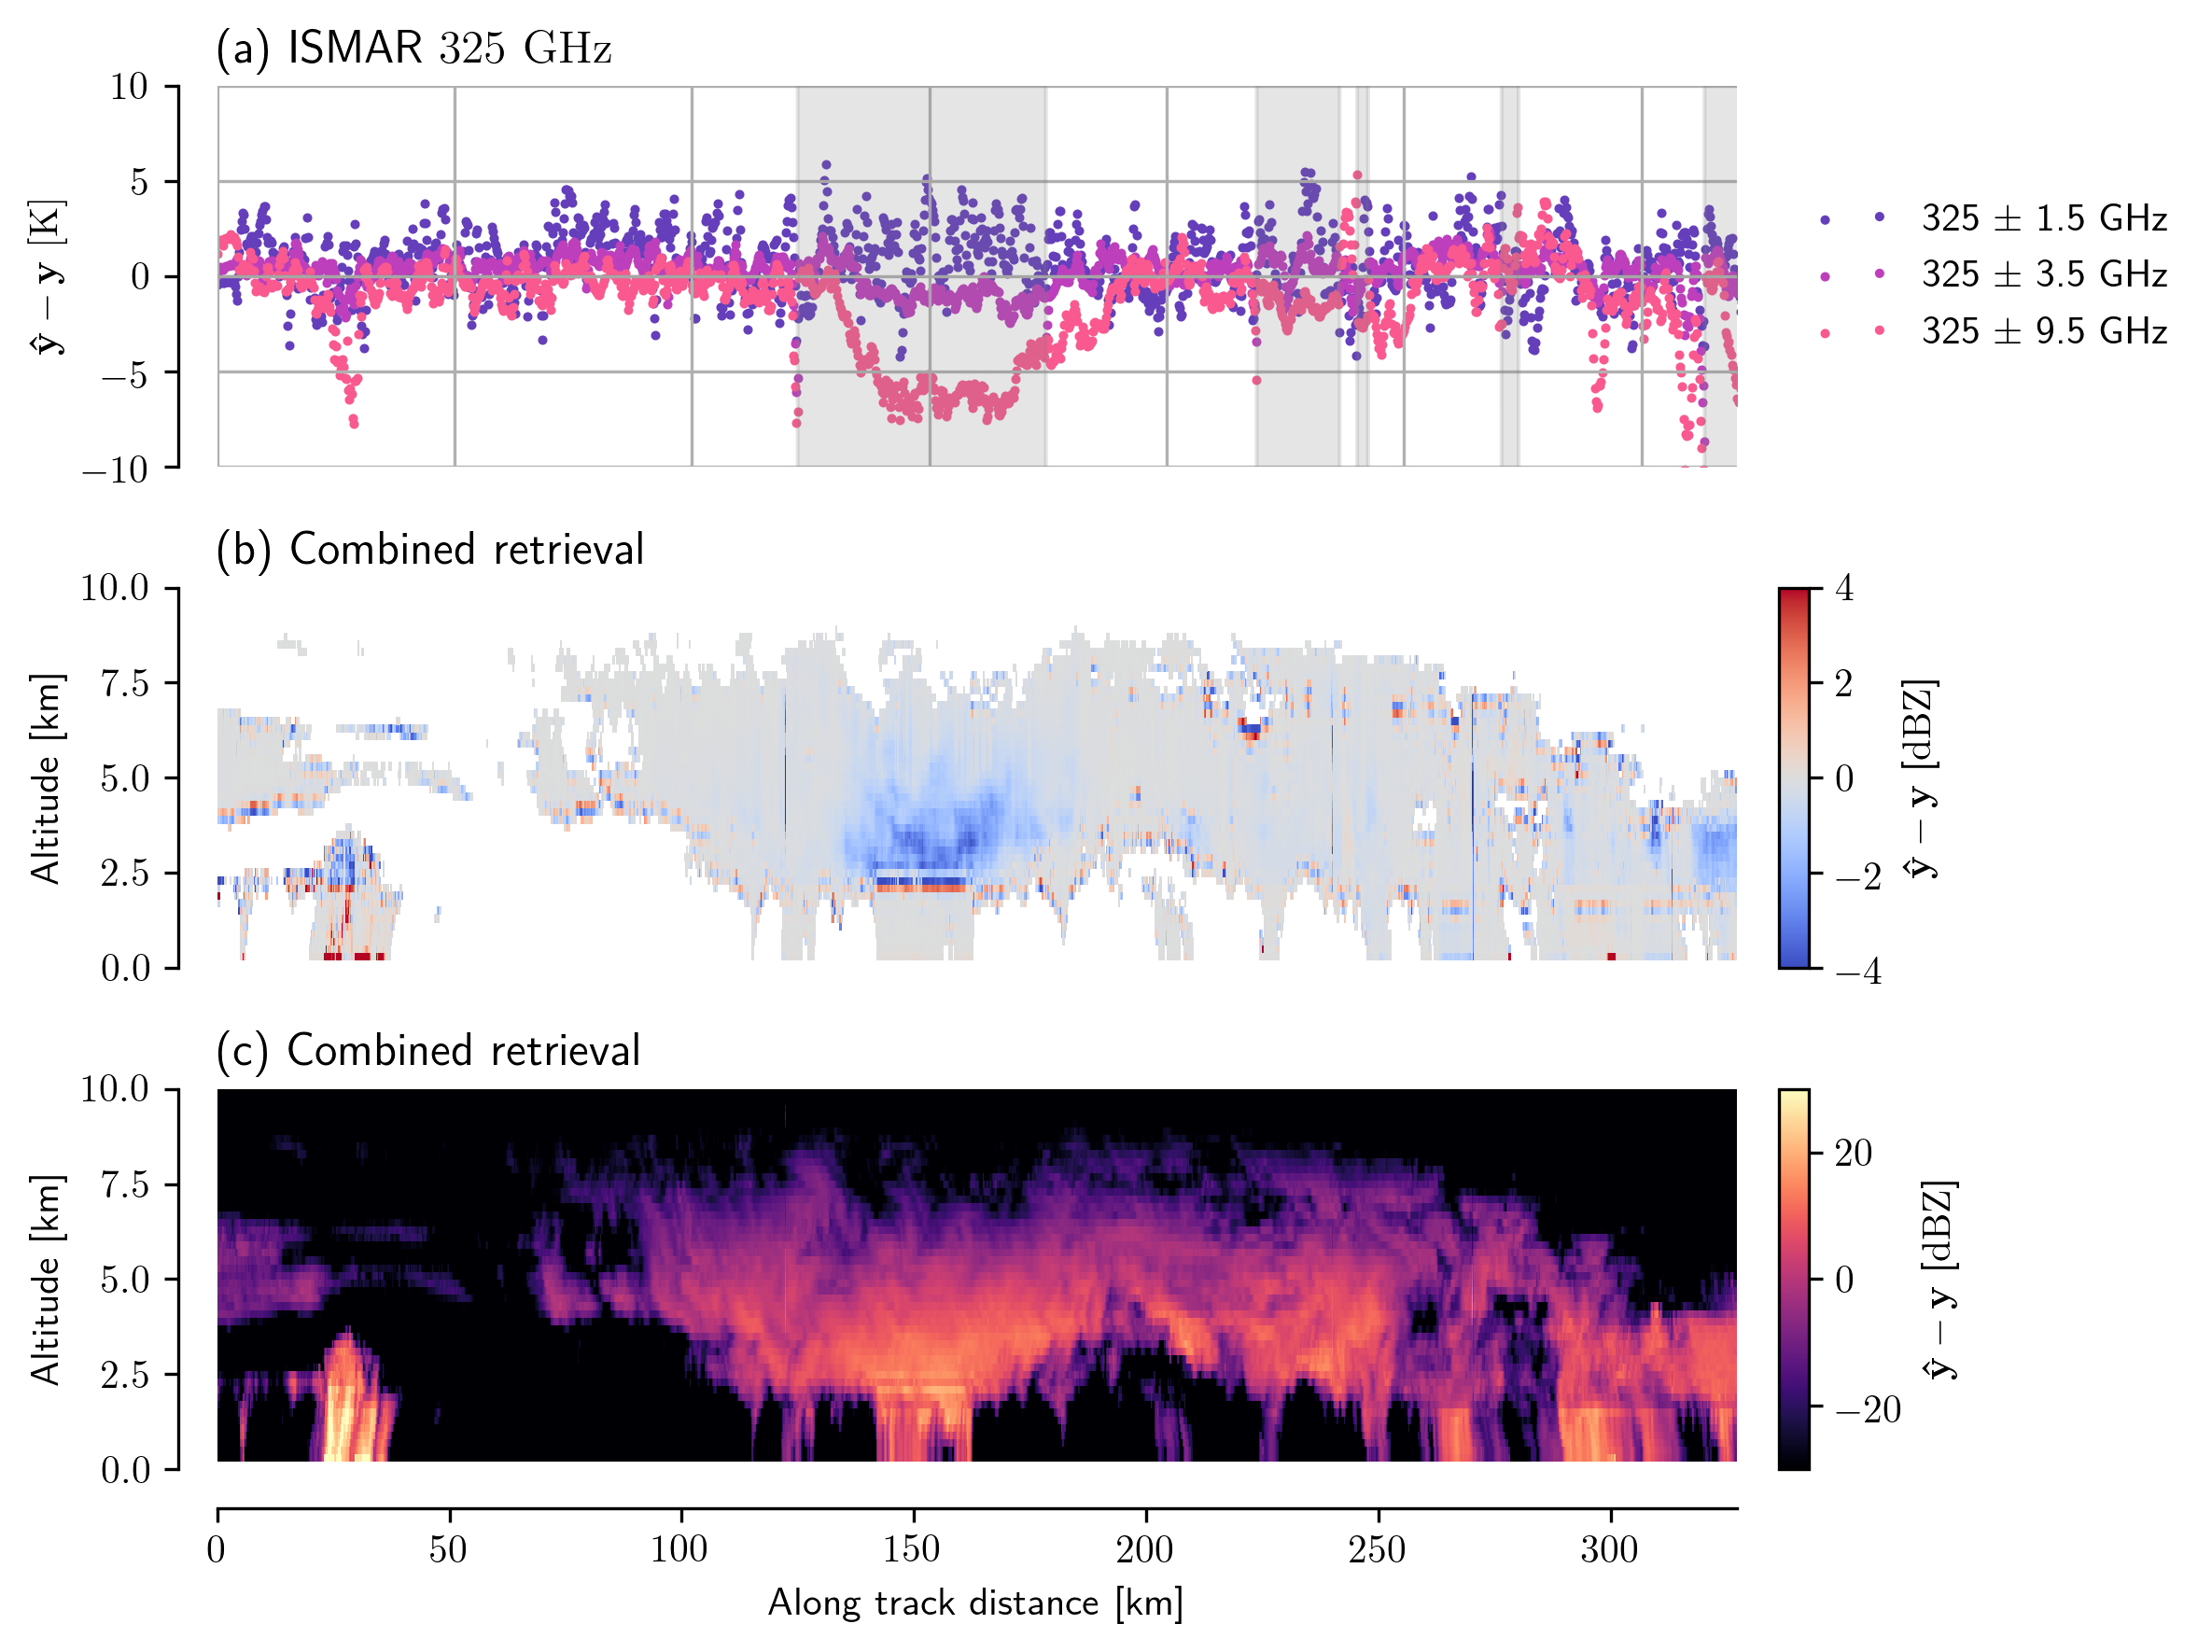 (a) ISMAR 325 GHz
10
5
0
−5
−10
ŷ − y [K]
325 ± 1.5 GHz
325 ± 3.5 GHz
325 ± 9.5 GHz
(b) Combined retrieval
10.0
7.5
5.0
2.5
0.0
Altitude [km]
4
2
0
−2
−4
ŷ − y [dBZ]
(c) Combined retrieval
10.0
7.5
5.0
2.5
0.0
Altitude [km]
20
0
−20
ŷ − y [dBZ]
0 50 100 150 200 250 300
Along track distance [km]